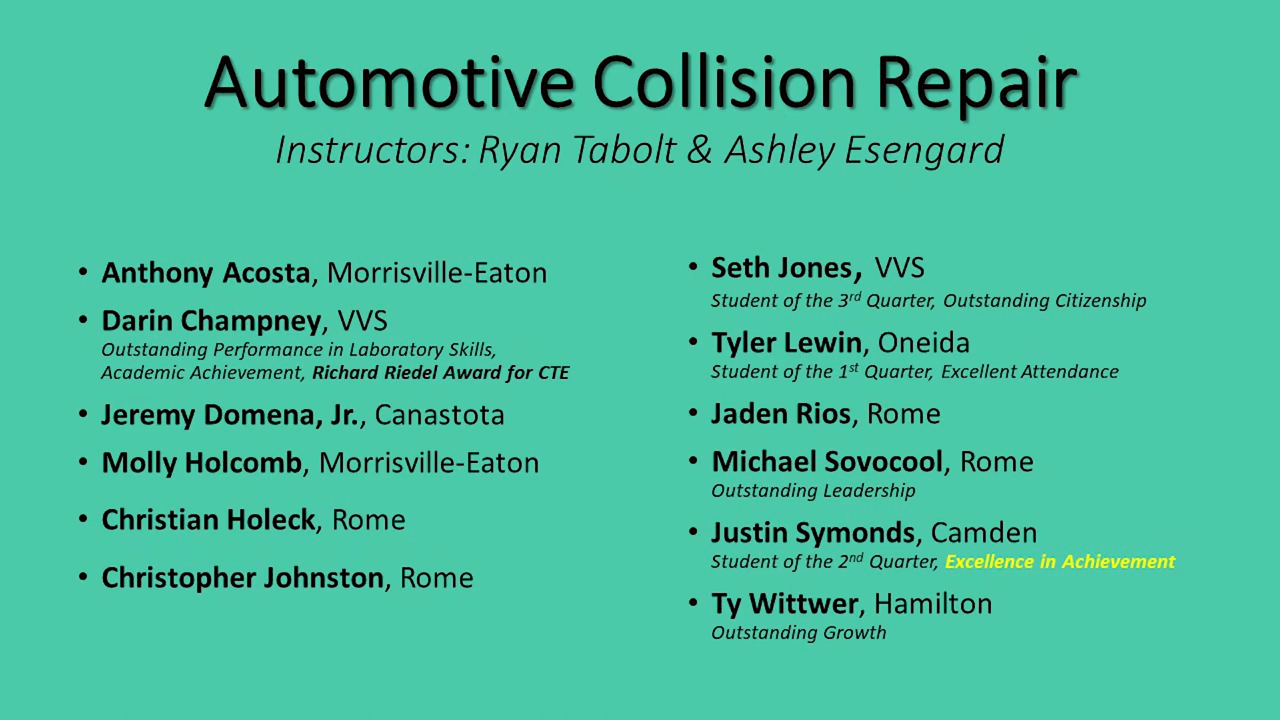 Automotive Collision Repair
Instructors: Ryan Tabolt & Ashley Esengard
• Anthony Acosta, Morrisville-Eaton
• Darin Champney, VVS
Outstanding Performance in Laboratory Skills,
Academic Achievement, Richard Riedel Award for CTE
• Jeremy Domena, Jr., Canastota
• Molly Holcomb, Morrisville-Eaton
• Christian Holeck, Rome
• Christopher Johnston, Rome
• Seth Jones, VVS
Student of the 3rd Quarter, Outstanding Citizenship
• Tyler Lewin, Oneida
Student of the 1st Quarter, Excellent Attendance
• Jaden Rios, Rome
• Michael Sovocool, Rome
Outstanding Leadership
• Justin Symonds, Camden
Student of the 2nd Quarter, Excellence in Achievement
• Ty Wittwer, Hamilton
Outstanding Growth